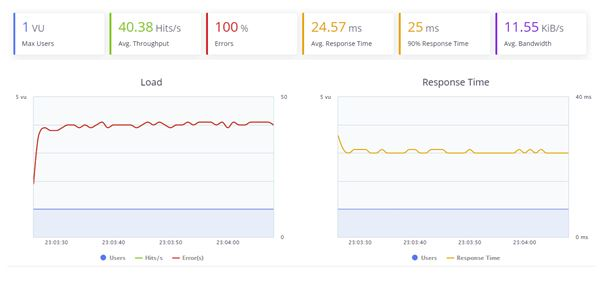 1 VU
Max Users
40.38 Hits/s
Avg. Throughput
100 %
Errors
24.57 ms
Avg. Response Time
25 ms
90% Response Time
11.55 KiB/s
Avg. Bandwidth
Load
5 vu
50
0
23:03:30
23:03:40
23:03:50
23:04:00
Users
Hits/s
Error(s)
Response Time
5 vu
40 ms
0 ms
23:03:30
23:03:40
23:03:50
23:04:00
Users
Response Time